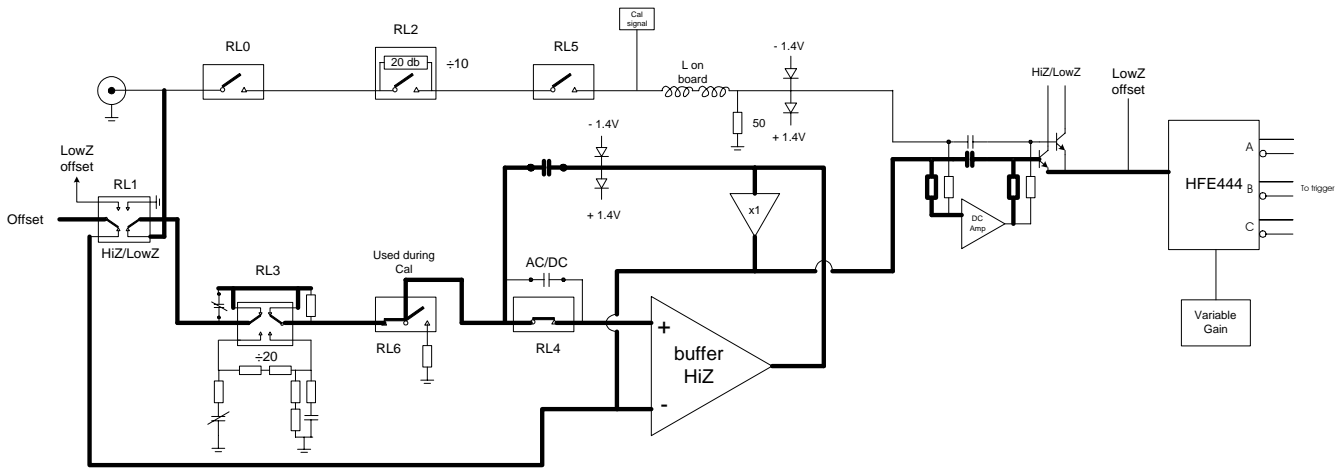 Cal
signal
RL0
RL2
20 db
÷10
RL5
L on
board
- 1.4V
+ 1.4V
50
HiZ/LowZ
LowZ
offset
- 1.4V
+ 1.4V
LowZ
offset
RL1
Offset
HiZ/LowZ
x1
DC
Amp
A
B
C
HFE444
To trigger
Used during
Cal
AC/DC
RL3
÷20
RL6
RL4
+
buffer
HiZ
-
Variable
Gain